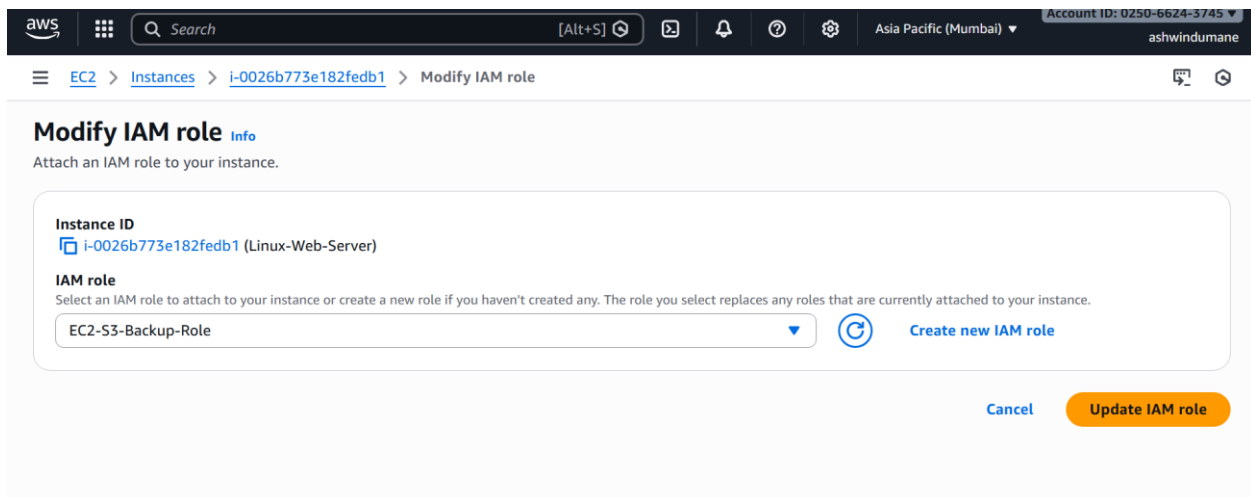 aws
Search [Alt+S] Asia Pacific (Mumbai) ▼ Account ID: 0250-6624-3745 ▼
ashwindumane
EC2 > Instances > i-0026b773e182fedb1 > Modify IAM role
Modify IAM role Info
Attach an IAM role to your instance.
Instance ID
i-0026b773e182fedb1 (Linux-Web-Server)
IAM role
Select an IAM role to attach to your instance or create a new role if you haven't created any. The role you select replaces any roles that are currently attached to your instance.
EC2-S3-Backup-Role
Create new IAM role
Cancel Update IAM role